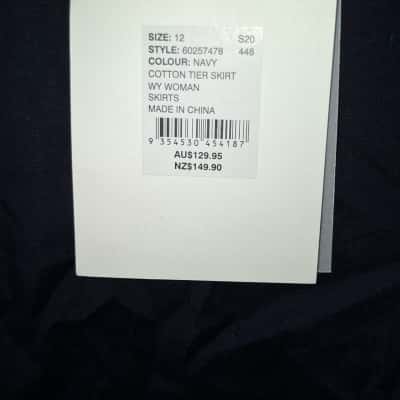 SIZE: 12 S20
STYLE: 60257478 448
COLOUR: NAVY
COTTON TIER SKIRT
WY WOMAN
SKIRTS
MADE IN CHINA
9 354530 454187
AU$129.95
NZ$149.90